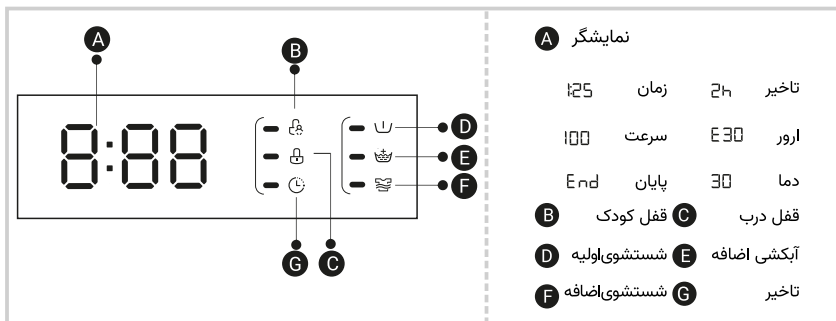 A
B
8:88
D
E
F
G
C
نمایشگر A
تاخیر 2h زمان 1:25
ارور E30 سرعت 100
دما 30 پایان End
قفل درب C قفل کودک B
آبکشی اضافه E شستشوی‌اولیه D
تاخیر G شستشوی‌اضافه F